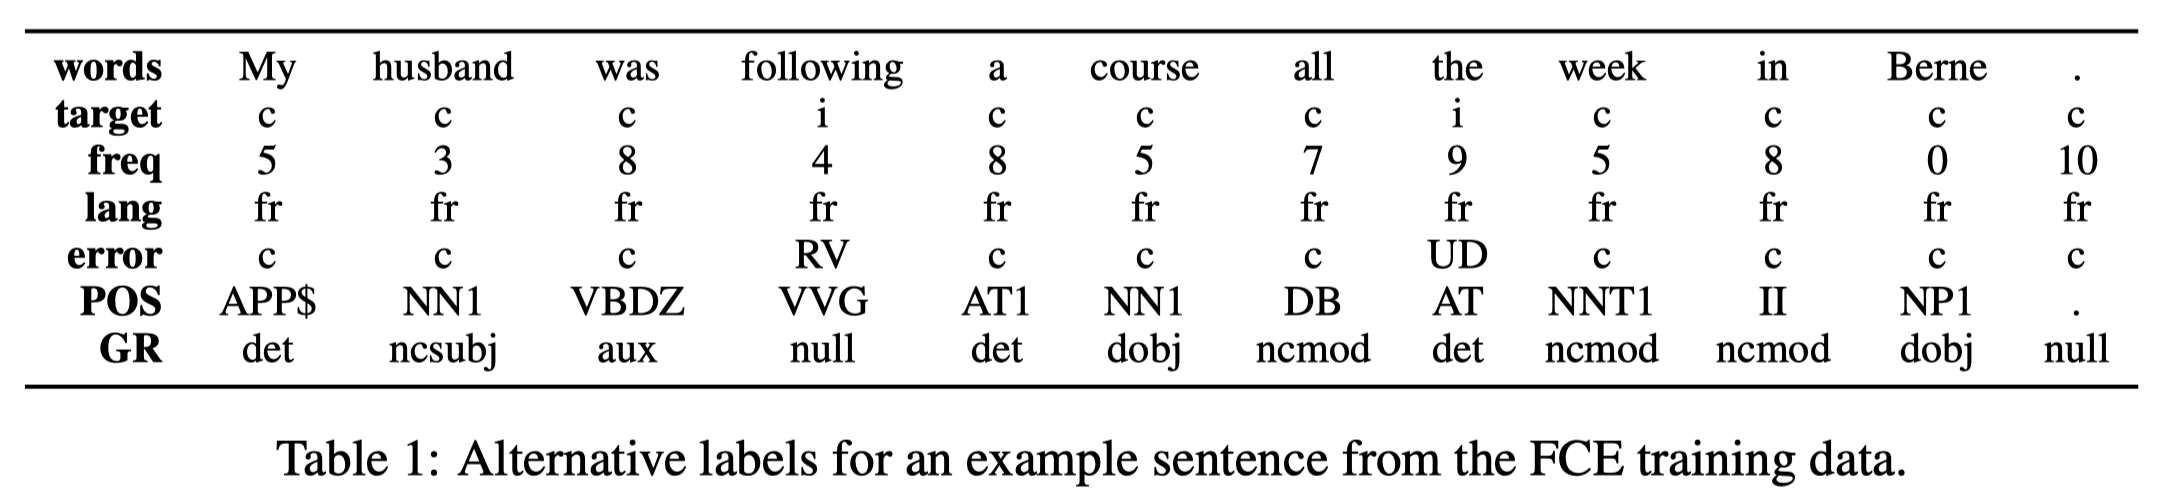 words My husband was following a course all the week in Berne .
target c c c i c c c i c c c c
freq 5 3 8 4 8 5 7 9 5 8 0 10
lang fr fr fr fr fr fr fr fr fr fr fr fr
error c c c RV c c c UD c c c c
POS APP$ NN1 VBDZ VVG AT1 NN1 DB AT NNT1 II NP1 .
GR det ncsubj aux null det dobj ncmod det ncmod ncmod dobj null
Table 1: Alternative labels for an example sentence from the FCE training data.